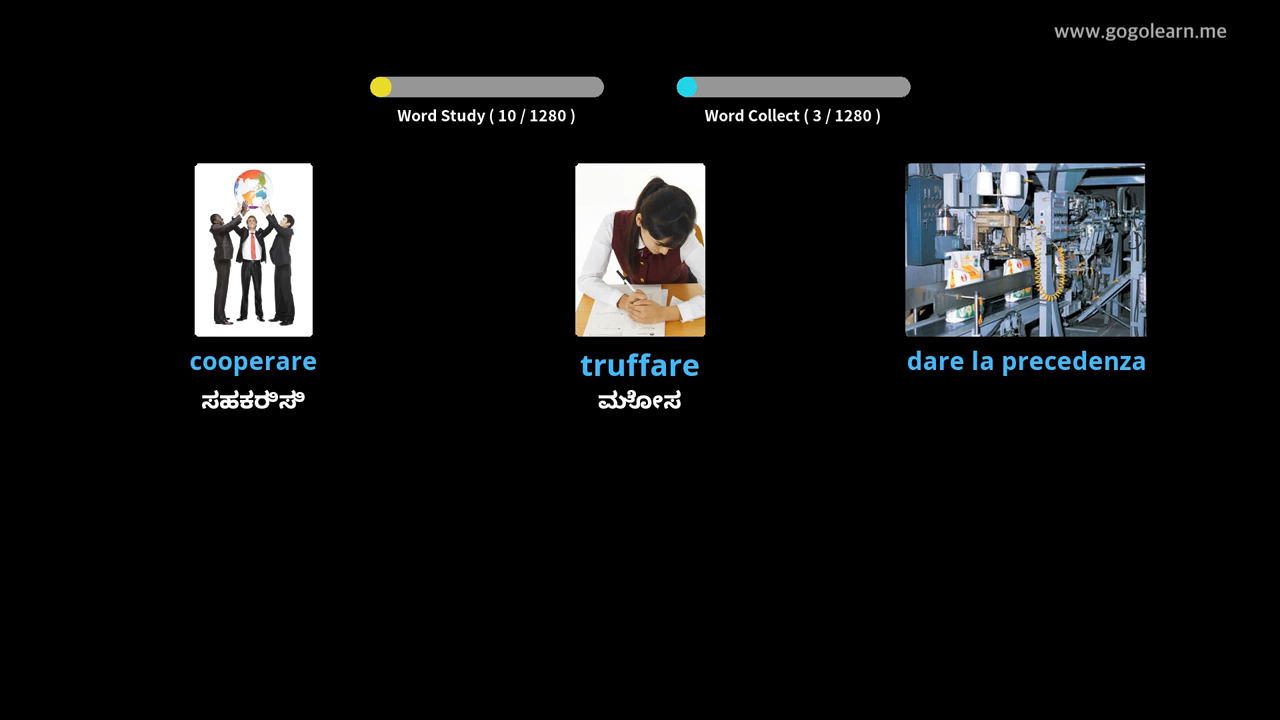 www.gogolearn.me
Word Study ( 10 / 1280 )
Word Collect ( 3 / 1280 )
cooperare
truffare
dare la precedenza
ಸಹಕರಿಸಿ
ಮೋಸ